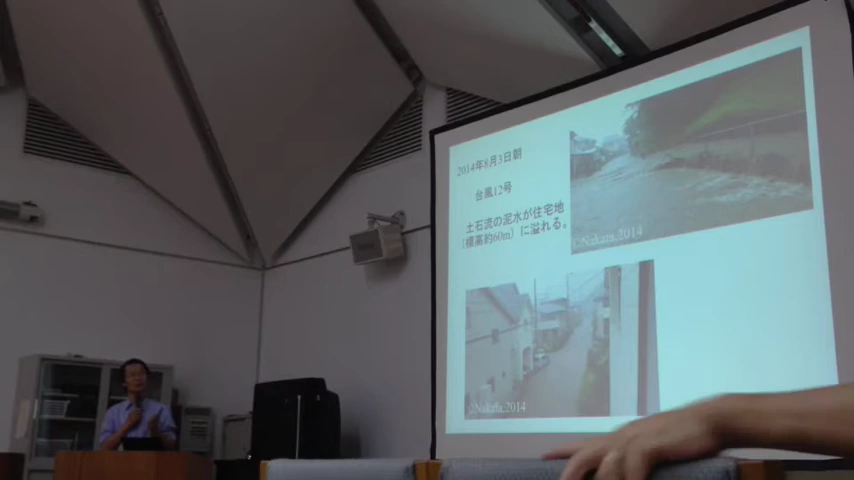 2014年8月3日朝
台風12号
土石流の泥水が住宅地
(標高約60m)に溢れる。
©Nakata, 2014
©Nakata, 2014